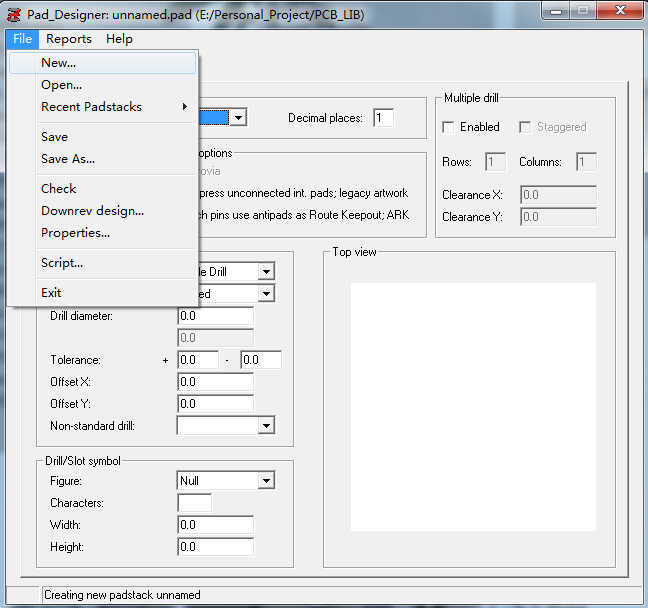 Pad_Designer: unnamed.pad (E:/Personal_Project/PCB_LIB)
File Reports Help
New...
Open...
Recent Padstacks
Save
Save As...
Check
Downrev design...
Properties...
Script...
Exit
Decimal places: 1
Multiple drill
Enabled Staggered
Rows: 1 Columns: 1
Clearance X: 0.0
Clearance Y: 0.0
options
press unconnected int. pads; legacy artwork
pins use antipads as Route Keepout; ARK
Top view
Drill
Drill diameter: 0.0
0.0
Tolerance: + 0.0 - 0.0
Offset X: 0.0
Offset Y: 0.0
Non-standard drill:
Drill/Slot symbol
Figure: Null
Characters:
Width: 0.0
Height: 0.0
Creating new padstack unnamed